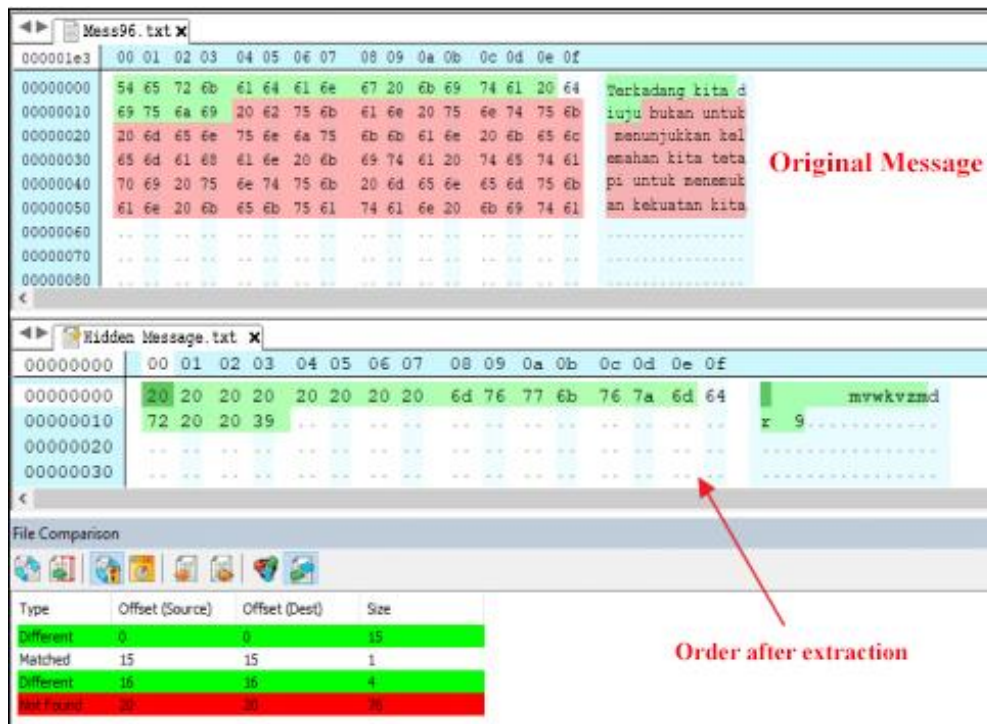 Mess96.txt
000001e3 00 01 02 03 04 05 06 07 08 09 0a 0b 0c 0d 0e 0f
00000000 54 65 72 6b 61 64 61 6e 67 20 6b 69 74 61 20 64 Terkadang kita d
00000010 69 75 6a 69 20 62 75 6b 61 6e 20 75 6e 74 75 6b iuju bukan untuk
00000020 20 6d 65 6e 75 6e 6a 75 6b 6b 61 6e 20 6b 65 6c menunjukkan kel
00000030 65 6d 61 68 61 6e 20 6b 69 74 61 20 74 65 74 61 emahan kita teta
00000040 70 69 20 75 6e 74 75 6b 20 6d 65 6e 65 6d 75 6b pi untuk menemuk
00000050 61 6e 20 6b 65 6b 75 61 74 61 6e 20 6b 69 74 61 an kekuatan kita
00000060
00000070
00000080
Original Message
Hidden Message.txt
00000000 00 01 02 03 04 05 06 07 08 09 0a 0b 0c 0d 0e 0f
00000000 20 20 20 20 20 20 20 20 6d 76 77 6b 76 7a 6d 64 mvwkvzmd
00000010 72 20 20 39 r 9............
00000020
00000030
File Comparison
Type Offset (Source) Offset (Dest) Size
Different 0 0 15
Matched 15 15 1
Different 16 16 4
Not Found 20 20 76
Order after extraction